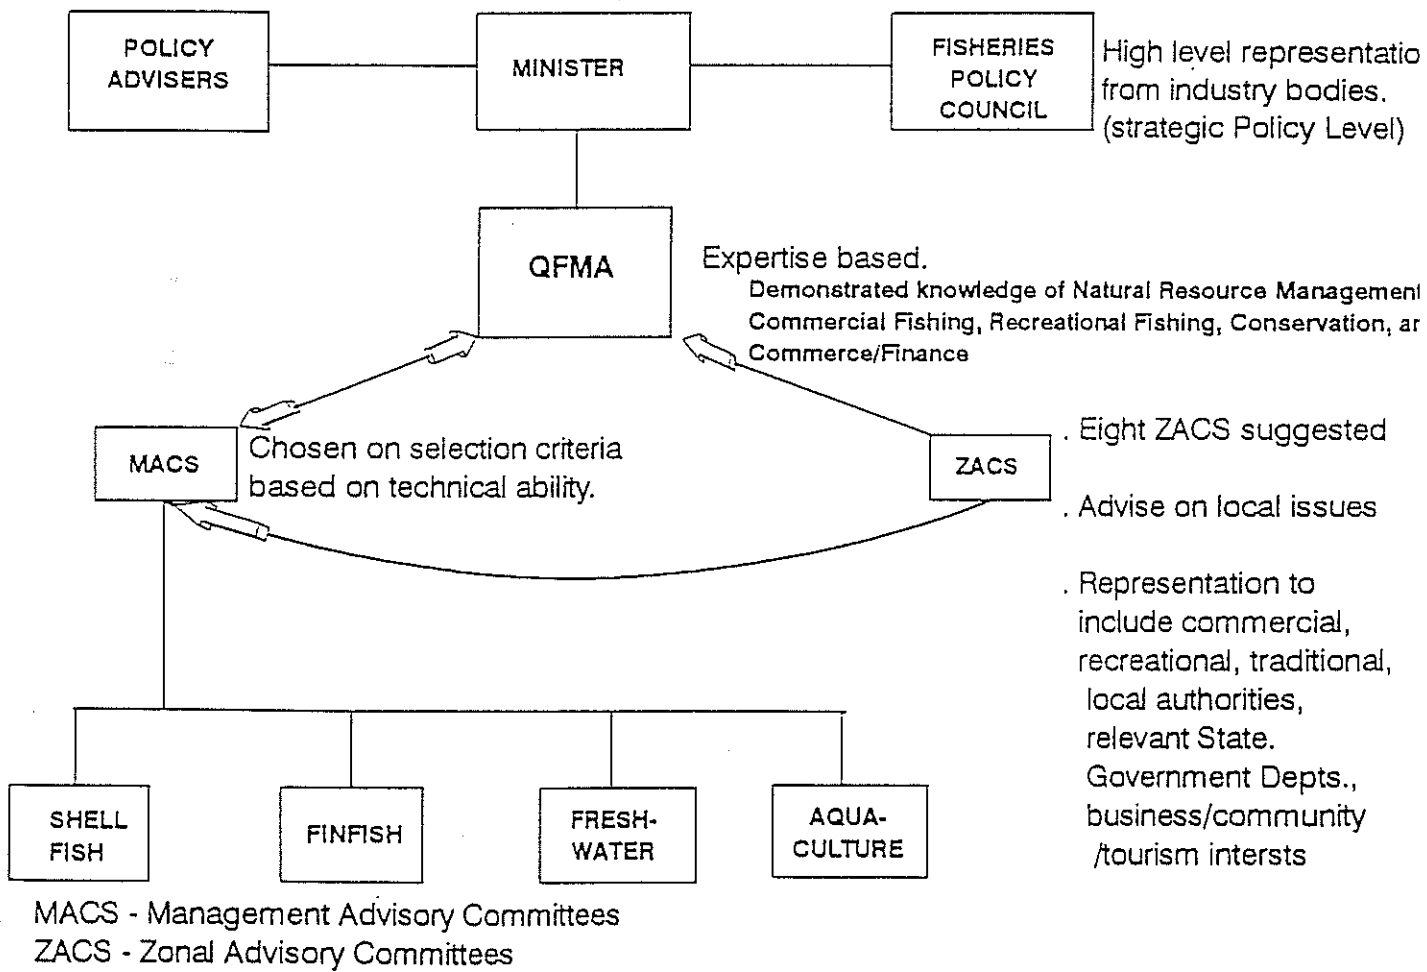 POLICY
ADVISERS
MINISTER
FISHERIES
POLICY
COUNCIL
High level representatio
from industry bodies.
(strategic Policy Level)
QFMA
Expertise based.
Demonstrated knowledge of Natural Resource Management
Commercial Fishing, Recreational Fishing, Conservation, an
Commerce/Finance
MACS
Chosen on selection criteria
based on technical ability.
ZACS
. Eight ZACS suggested
. Advise on local issues
. Representation to
include commercial,
recreational, traditional,
local authorities,
relevant State.
Government Depts.,
business/community
/tourism intersts
SHELL
FISH
FINFISH
FRESH-
WATER
AQUA-
CULTURE
MACS - Management Advisory Committees
ZACS - Zonal Advisory Committees